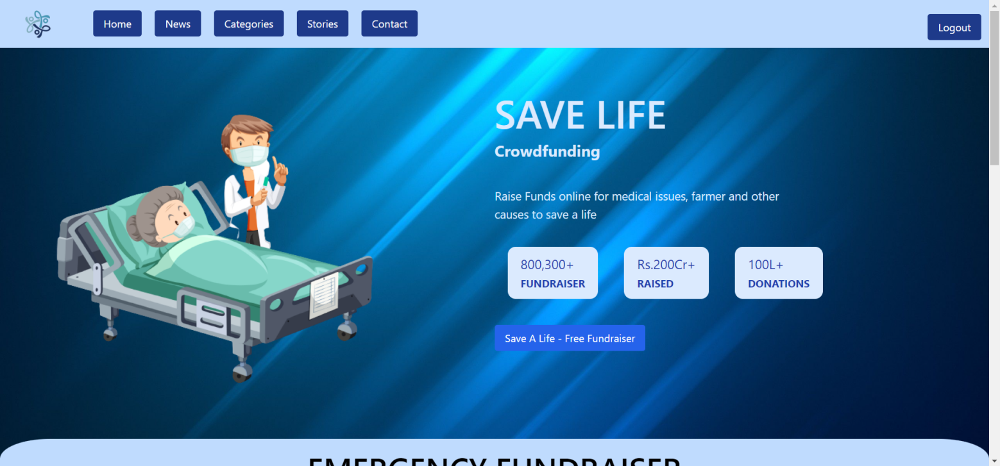 Home
News
Categories
Stories
Contact
Logout
SAVE LIFE
Crowdfunding
Raise Funds online for medical issues, farmer and other
causes to save a life
800,300+
FUNDRAISER
Rs.200Cr+
RAISED
100L+
DONATIONS
Save A Life - Free Fundraiser
EMERGENCY FUNDRAISER